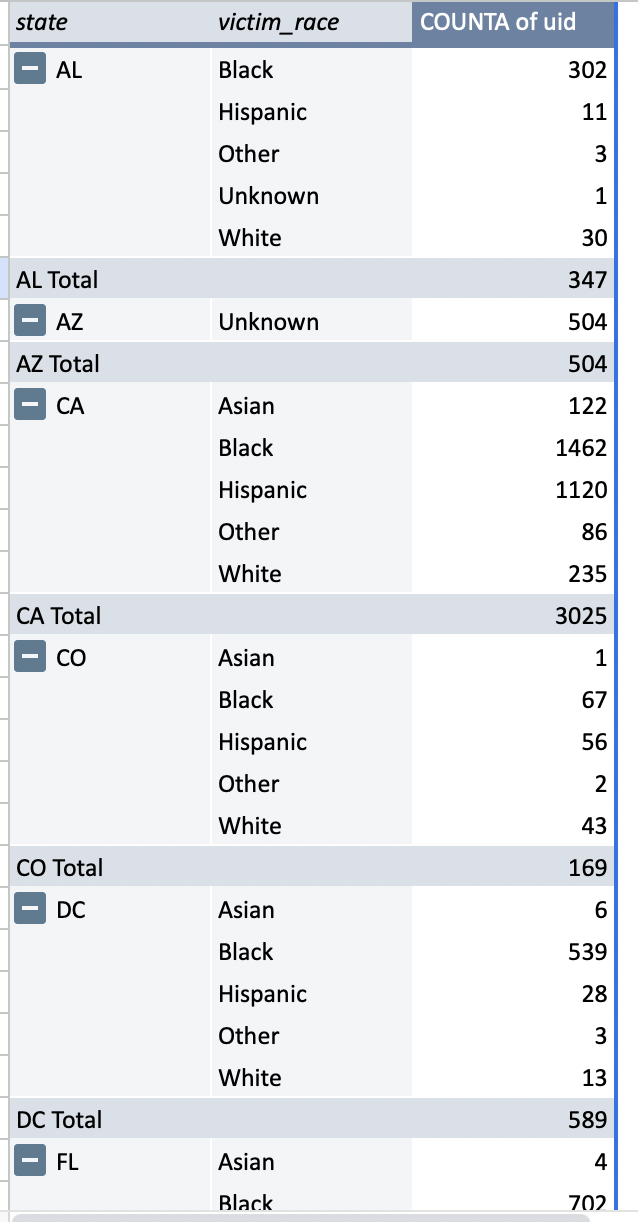 state victim_race COUNTA of uid
AL Black 302
Hispanic 11
Other 3
Unknown 1
White 30
AL Total 347
AZ Unknown 504
AZ Total 504
CA Asian 122
Black 1462
Hispanic 1120
Other 86
White 235
CA Total 3025
CO Asian 1
Black 67
Hispanic 56
Other 2
White 43
CO Total 169
DC Asian 6
Black 539
Hispanic 28
Other 3
White 13
DC Total 589
FL Asian 4
Black 702